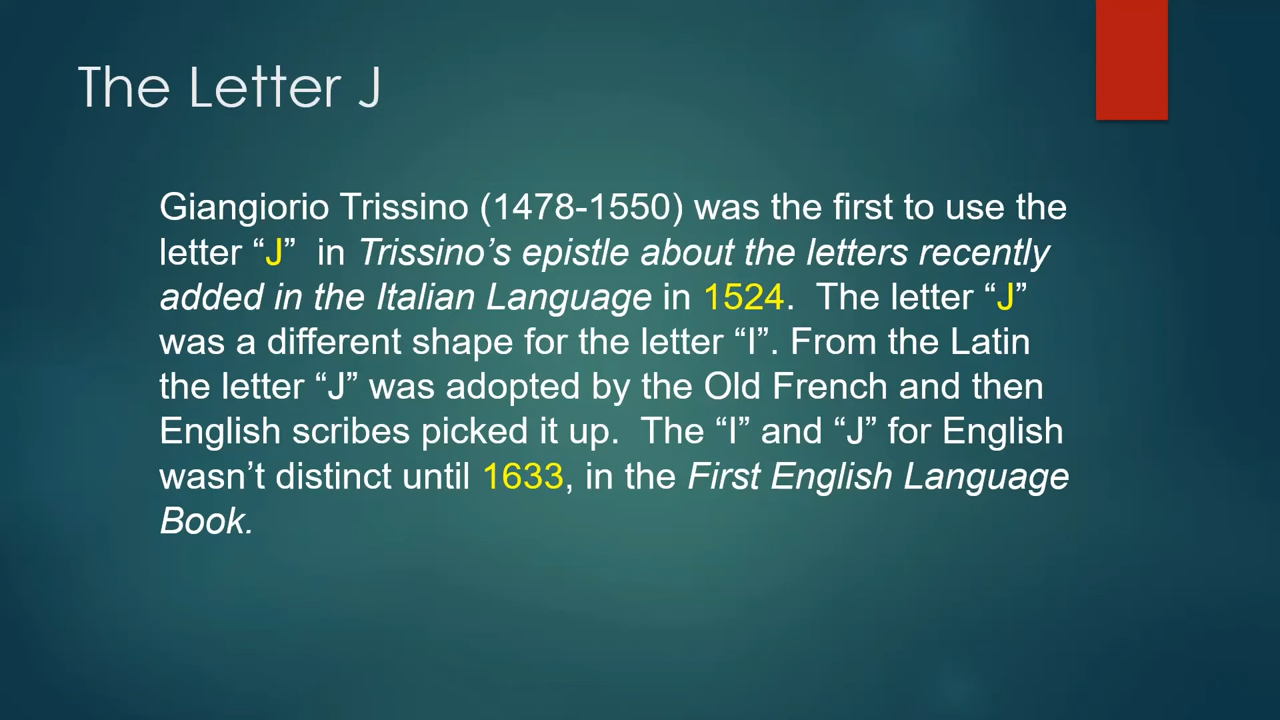 The Letter J
Giangiorio Trissino (1478-1550) was the first to use the
letter “J”  in Trissino’s epistle about the letters recently
added in the Italian Language in 1524.  The letter “J”
was a different shape for the letter “I”. From the Latin
the letter “J” was adopted by the Old French and then
English scribes picked it up.  The “I” and “J” for English
wasn’t distinct until 1633, in the First English Language
Book.